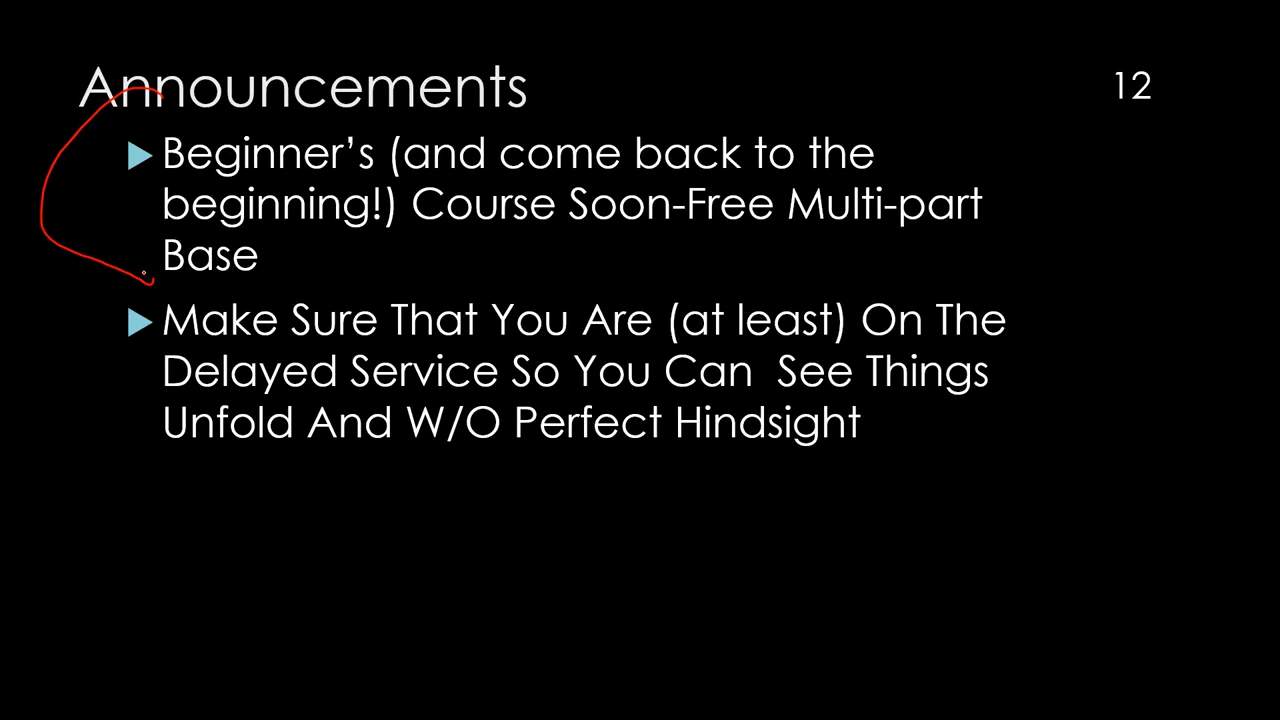 Announcements
12
Beginner’s (and come back to the
beginning!) Course Soon-Free Multi-part
Base
Make Sure That You Are (at least) On The
Delayed Service So You Can  See Things
Unfold And W/O Perfect Hindsight